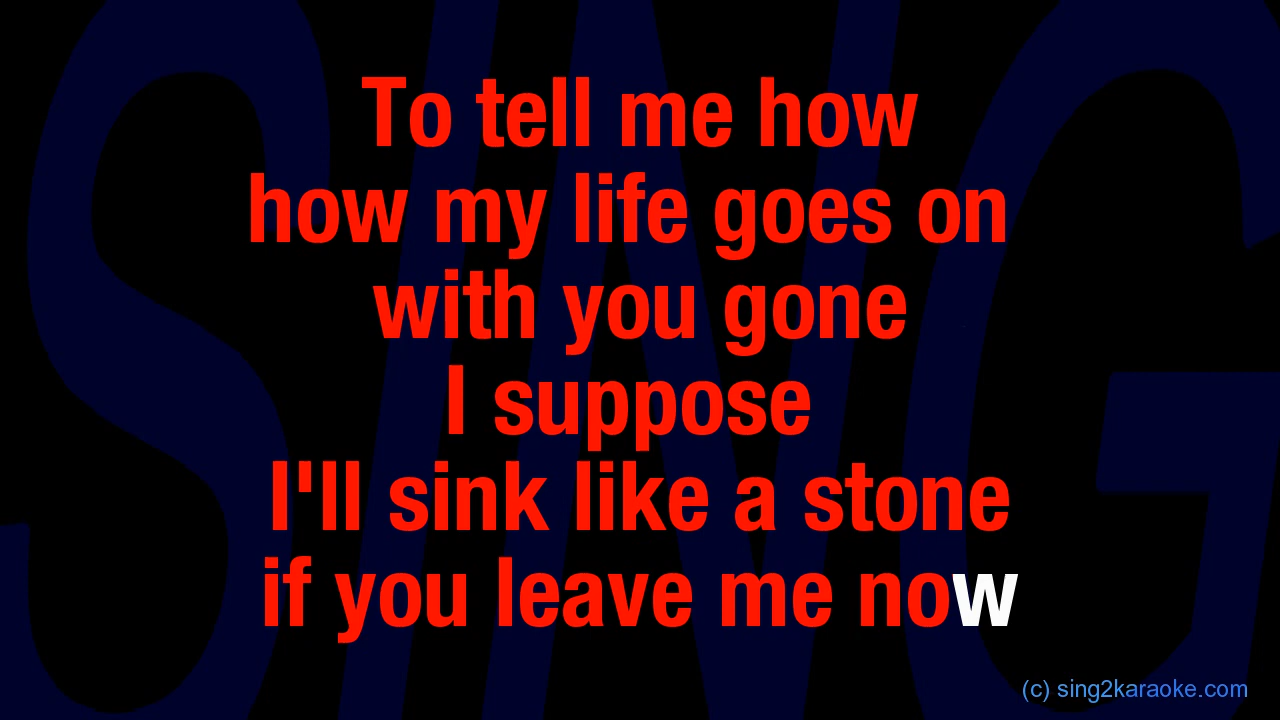 SING
To tell me how
how my life goes on
with you gone
I suppose
I'll sink like a stone
if you leave me now
(c) sing2karaoke.com